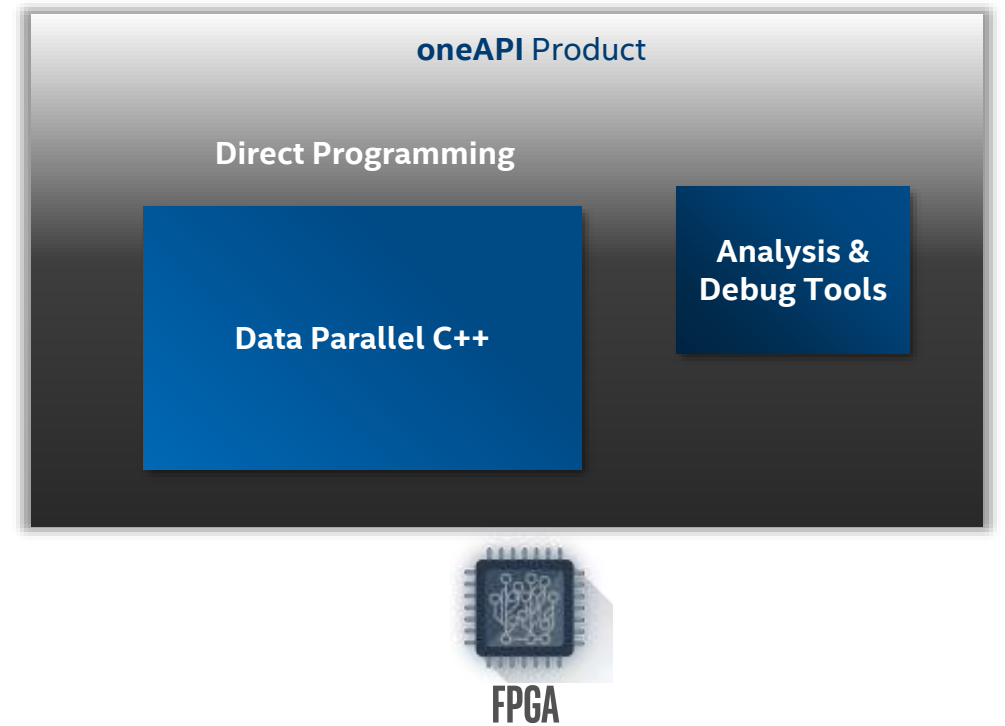 oneAPI Product
Direct Programming
Analysis &
Debug Tools
Data Parallel C++
FPGA